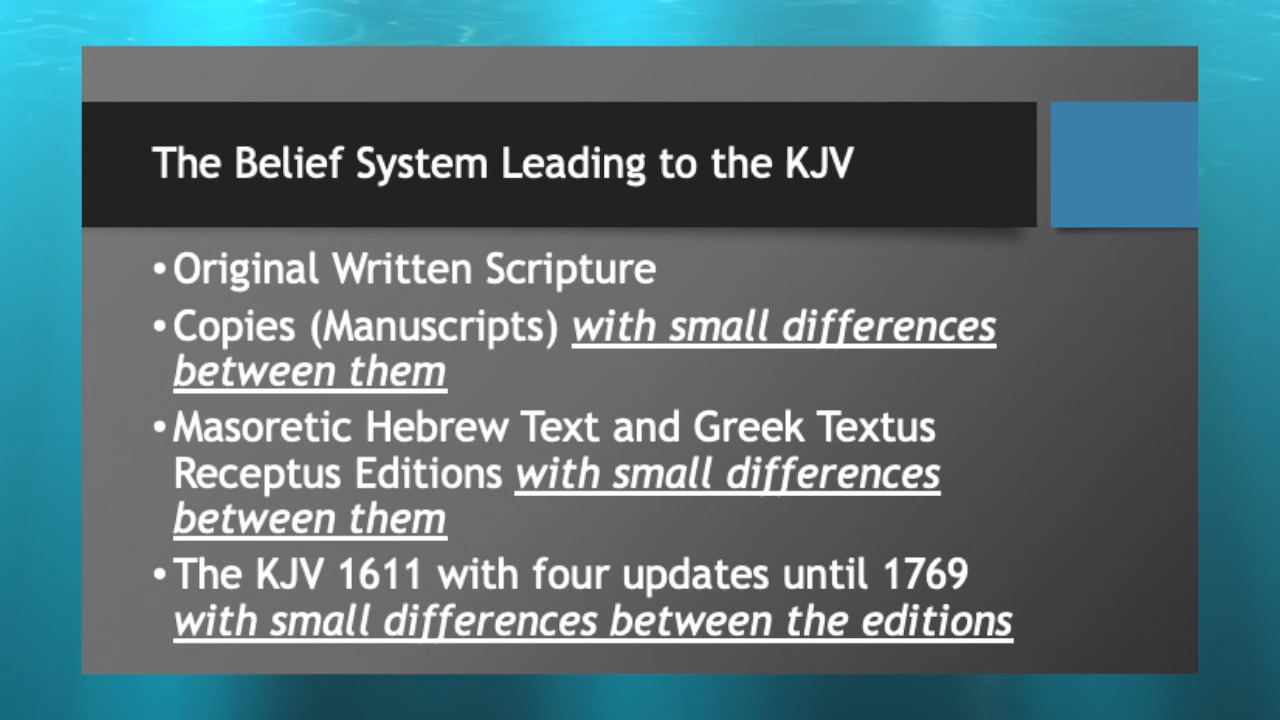 The Belief System Leading to the KJV
•Original Written Scripture
•Copies (Manuscripts) with small differences
between them
•Masoretic Hebrew Text and Greek Textus
Receptus Editions with small differences
between them
•The KJV 1611 with four updates until 1769
with small differences between the editions